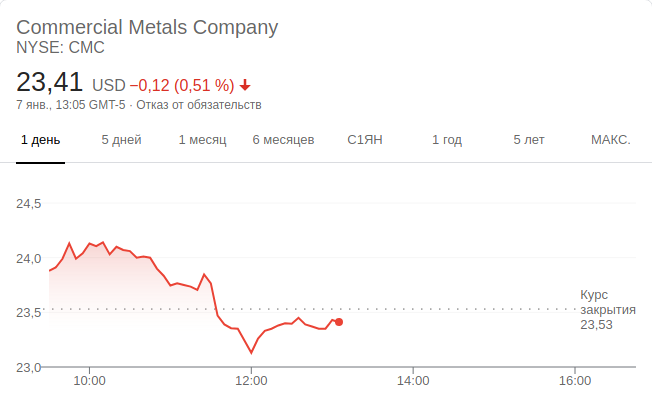 Commercial Metals Company
NYSE: CMC
23,41 USD −0,12 (0,51 %)
7 янв., 13:05 GMT-5 · Отказ от обязательств
1 день 5 дней 1 месяц 6 месяцев С1ЯН 1 год 5 лет МАКС.
24,5
24,0
23,5
23,0
Курс
закрытия
23,53
10:00 12:00 14:00 16:00